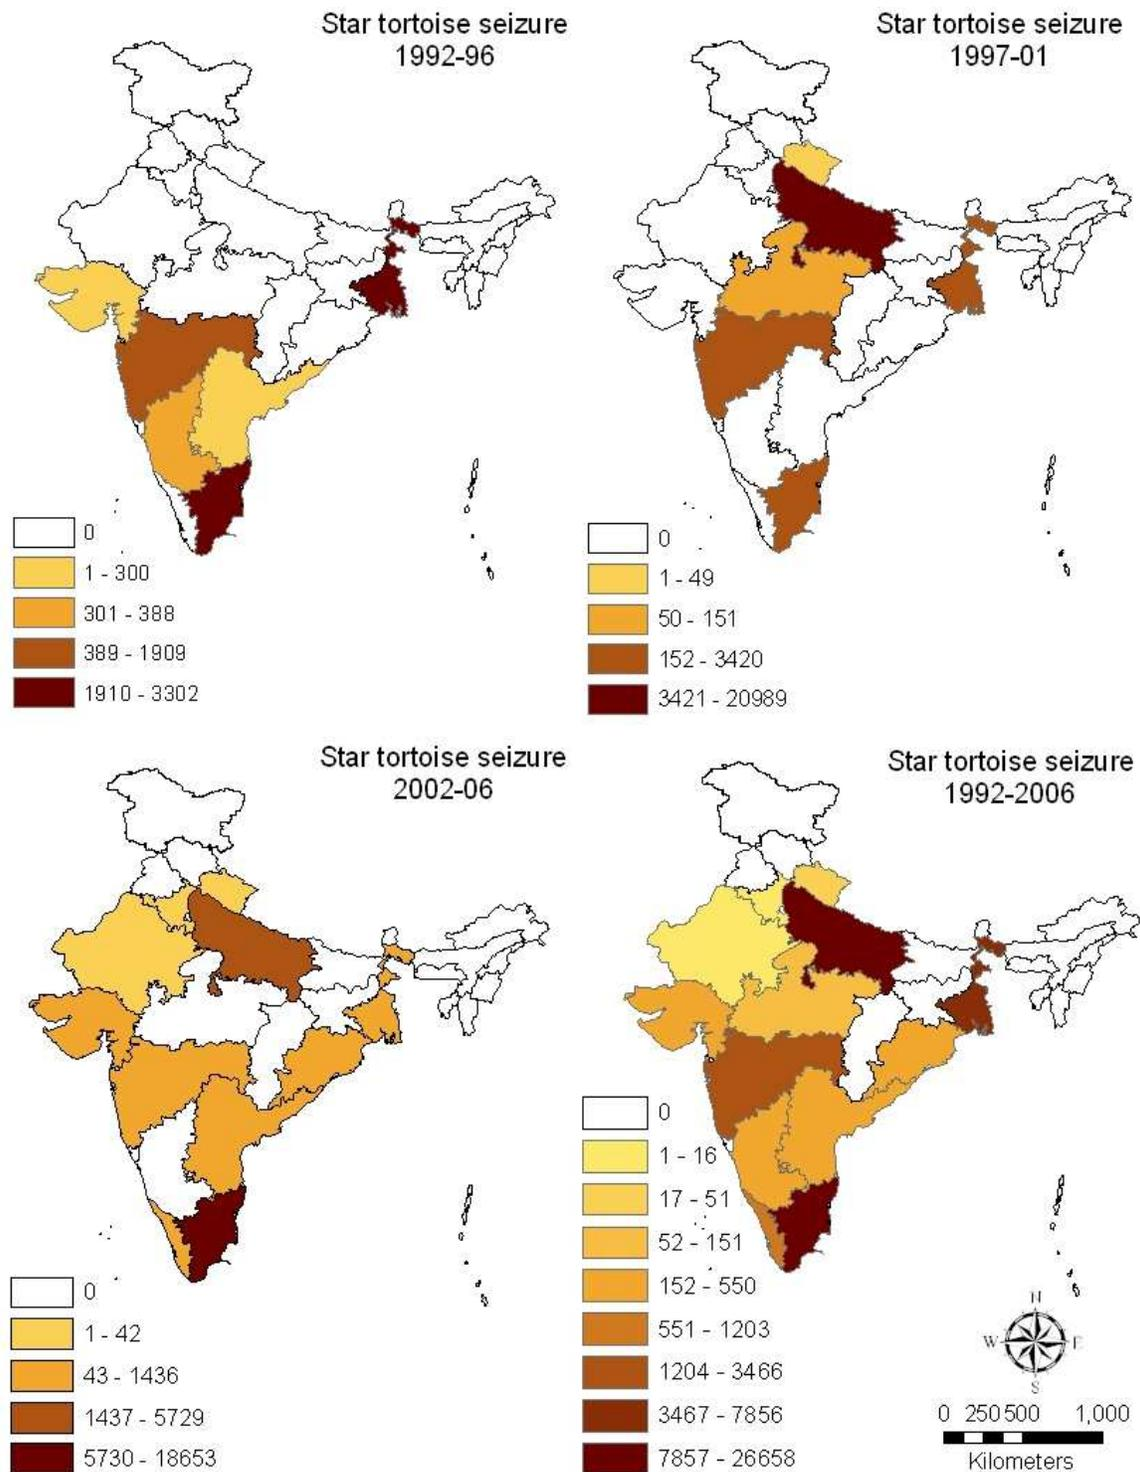 Star tortoise seizure
1992-96
0
1 - 300
301 - 388
389 - 1909
1910 - 3302
Star tortoise seizure
1997-01
0
1 - 49
50 - 151
152 - 3420
3421 - 20989
Star tortoise seizure
2002-06
0
1 - 42
43 - 1436
1437 - 5729
5730 - 18653
Star tortoise seizure
1992-2006
0
1 - 16
17 - 51
52 - 151
152 - 550
551 - 1203
1204 - 3466
3467 - 7856
7857 - 26658
N
W E
S
0 250 500 1,000
Kilometers